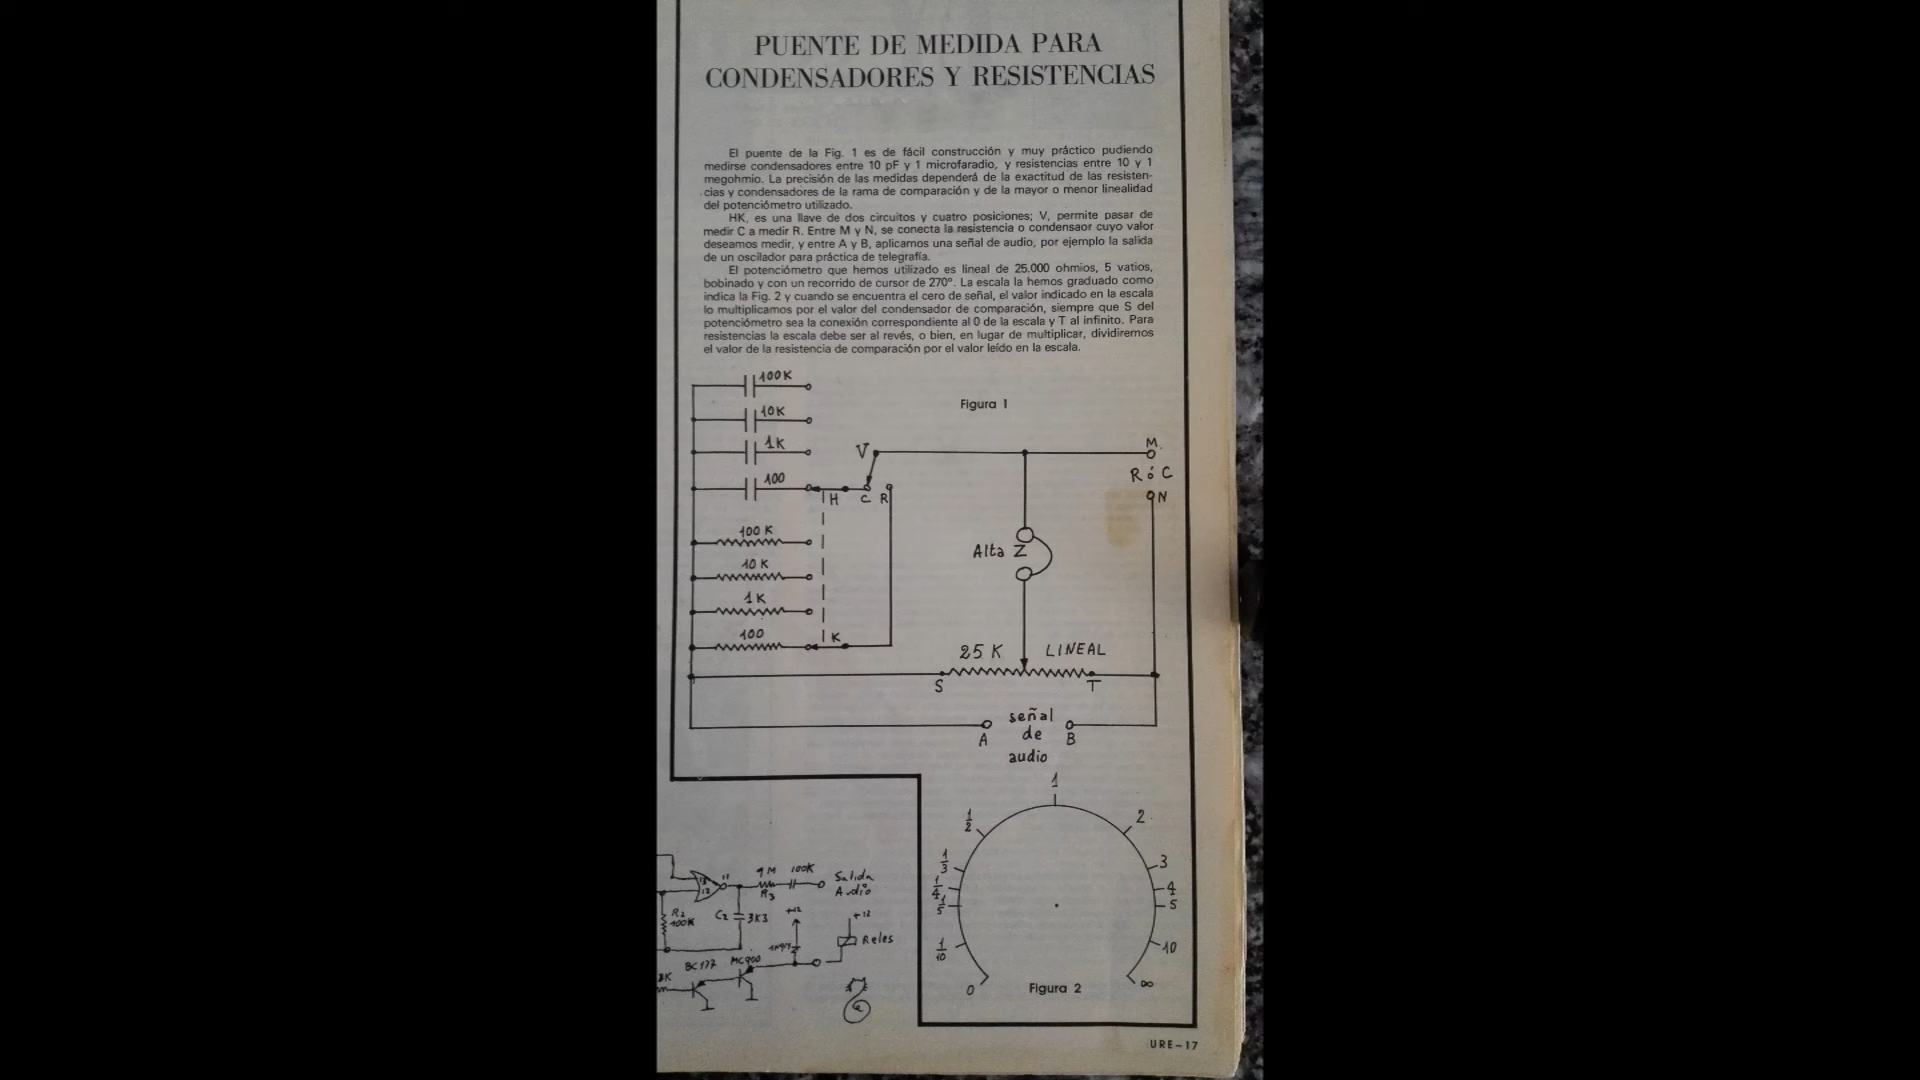 PUENTE DE MEDIDA PARA
CONDENSADORES Y RESISTENCIAS
El puente de la Fig. 1 es de fácil construcción y muy práctico pudiendo
medirse condensadores entre 10 pF y 1 microfaradio, y resistencias entre 10 y 1
megohmio. La precisión de las medidas dependerá de la exactitud de las resisten-
cias y condensadores de la rama de comparación y de la mayor o menor linealidad
del potenciómetro utilizado.
HK, es una llave de dos circuitos y cuatro posiciones; V, permite pasar de
medir C a medir R. Entre M y N, se conecta la resistencia o condensaor cuyo valor
deseamos medir, y entre A y B, aplicamos una señal de audio, por ejemplo la salida
de un oscilador para práctica de telegrafía.
El potenciómetro que hemos utilizado es lineal de 25.000 ohmios, 5 vatios,
bobinado y con un recorrido de cursor de 270°. La escala la hemos graduado como
indica la Fig. 2 y cuando se encuentra el cero de señal, el valor indicado en la escala
lo multiplicamos por el valor del condensador de comparación, siempre que S del
potenciómetro sea la conexión correspondiente al 0 de la escala y T al infinito. Para
resistencias la escala debe ser al revés, o bien, en lugar de multiplicar, dividiremos
el valor de la resistencia de comparación por el valor leído en la escala.
100K
Figura 1
10K
1K
V
M
R ó C
100
H C R
N
100 K
Alta Z
10 K
1K
100
K
25 K LINEAL
S T
señal
de
audio
A B
1
1/2 2
1/3 3
1/4 4
1/5 5
1/10 10
0 ∞
Figura 2
11
13
12
1M 100K
R3
Salida
Audio
R2
100K
C2 3K3
+12
+12
Reles
BC177
8K
URE-17